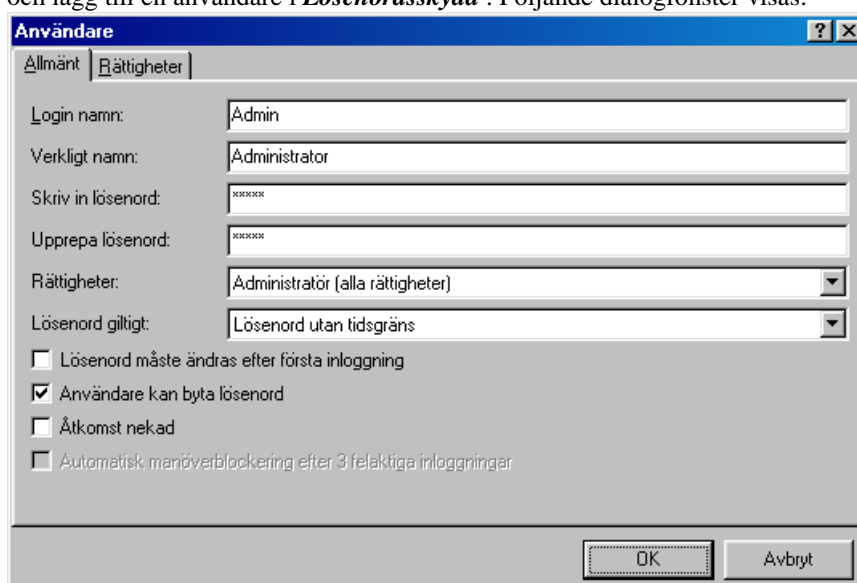 och lägg till en användare i Lösenordsskydd . Följande dialogfönster visas:
Användare
Allmänt Rättigheter
Login namn: Admin
Verkligt namn: Administrator
Skriv in lösenord: *****
Upprepa lösenord: *****
Rättigheter: Administratör (alla rättigheter)
Lösenord giltigt: Lösenord utan tidsgräns
Lösenord måste ändras efter första inloggning
Användare kan byta lösenord
Åtkomst nekad
Automatisk manöverblockering efter 3 felaktiga inloggningar
OK Avbryt